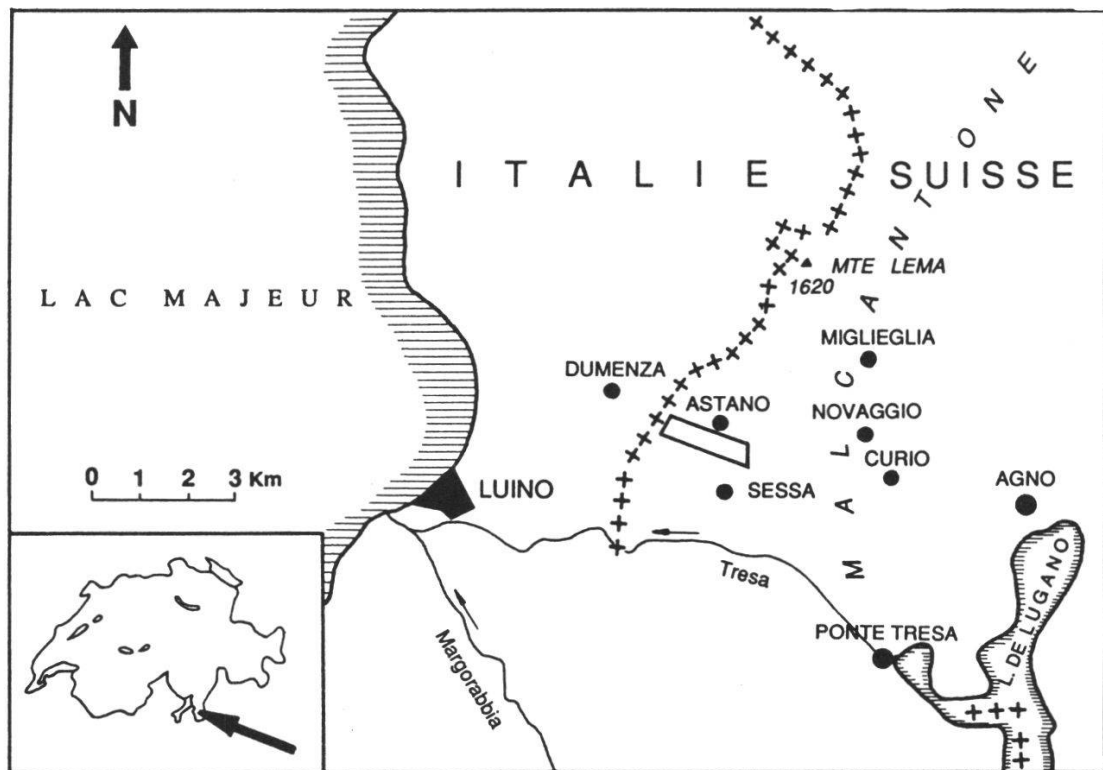 N
ITALIE
SUISSE
MALCANTONE
LAC MAJEUR
MTE LEMA
1620
MIGLIEGLIA
DUMENZA
ASTANO
NOVAGGIO
CURIO
0 1 2 3 Km
LUINO
SESSA
AGNO
Tresa
L. DE LUGANO
PONTE TRESA
Margorabbia